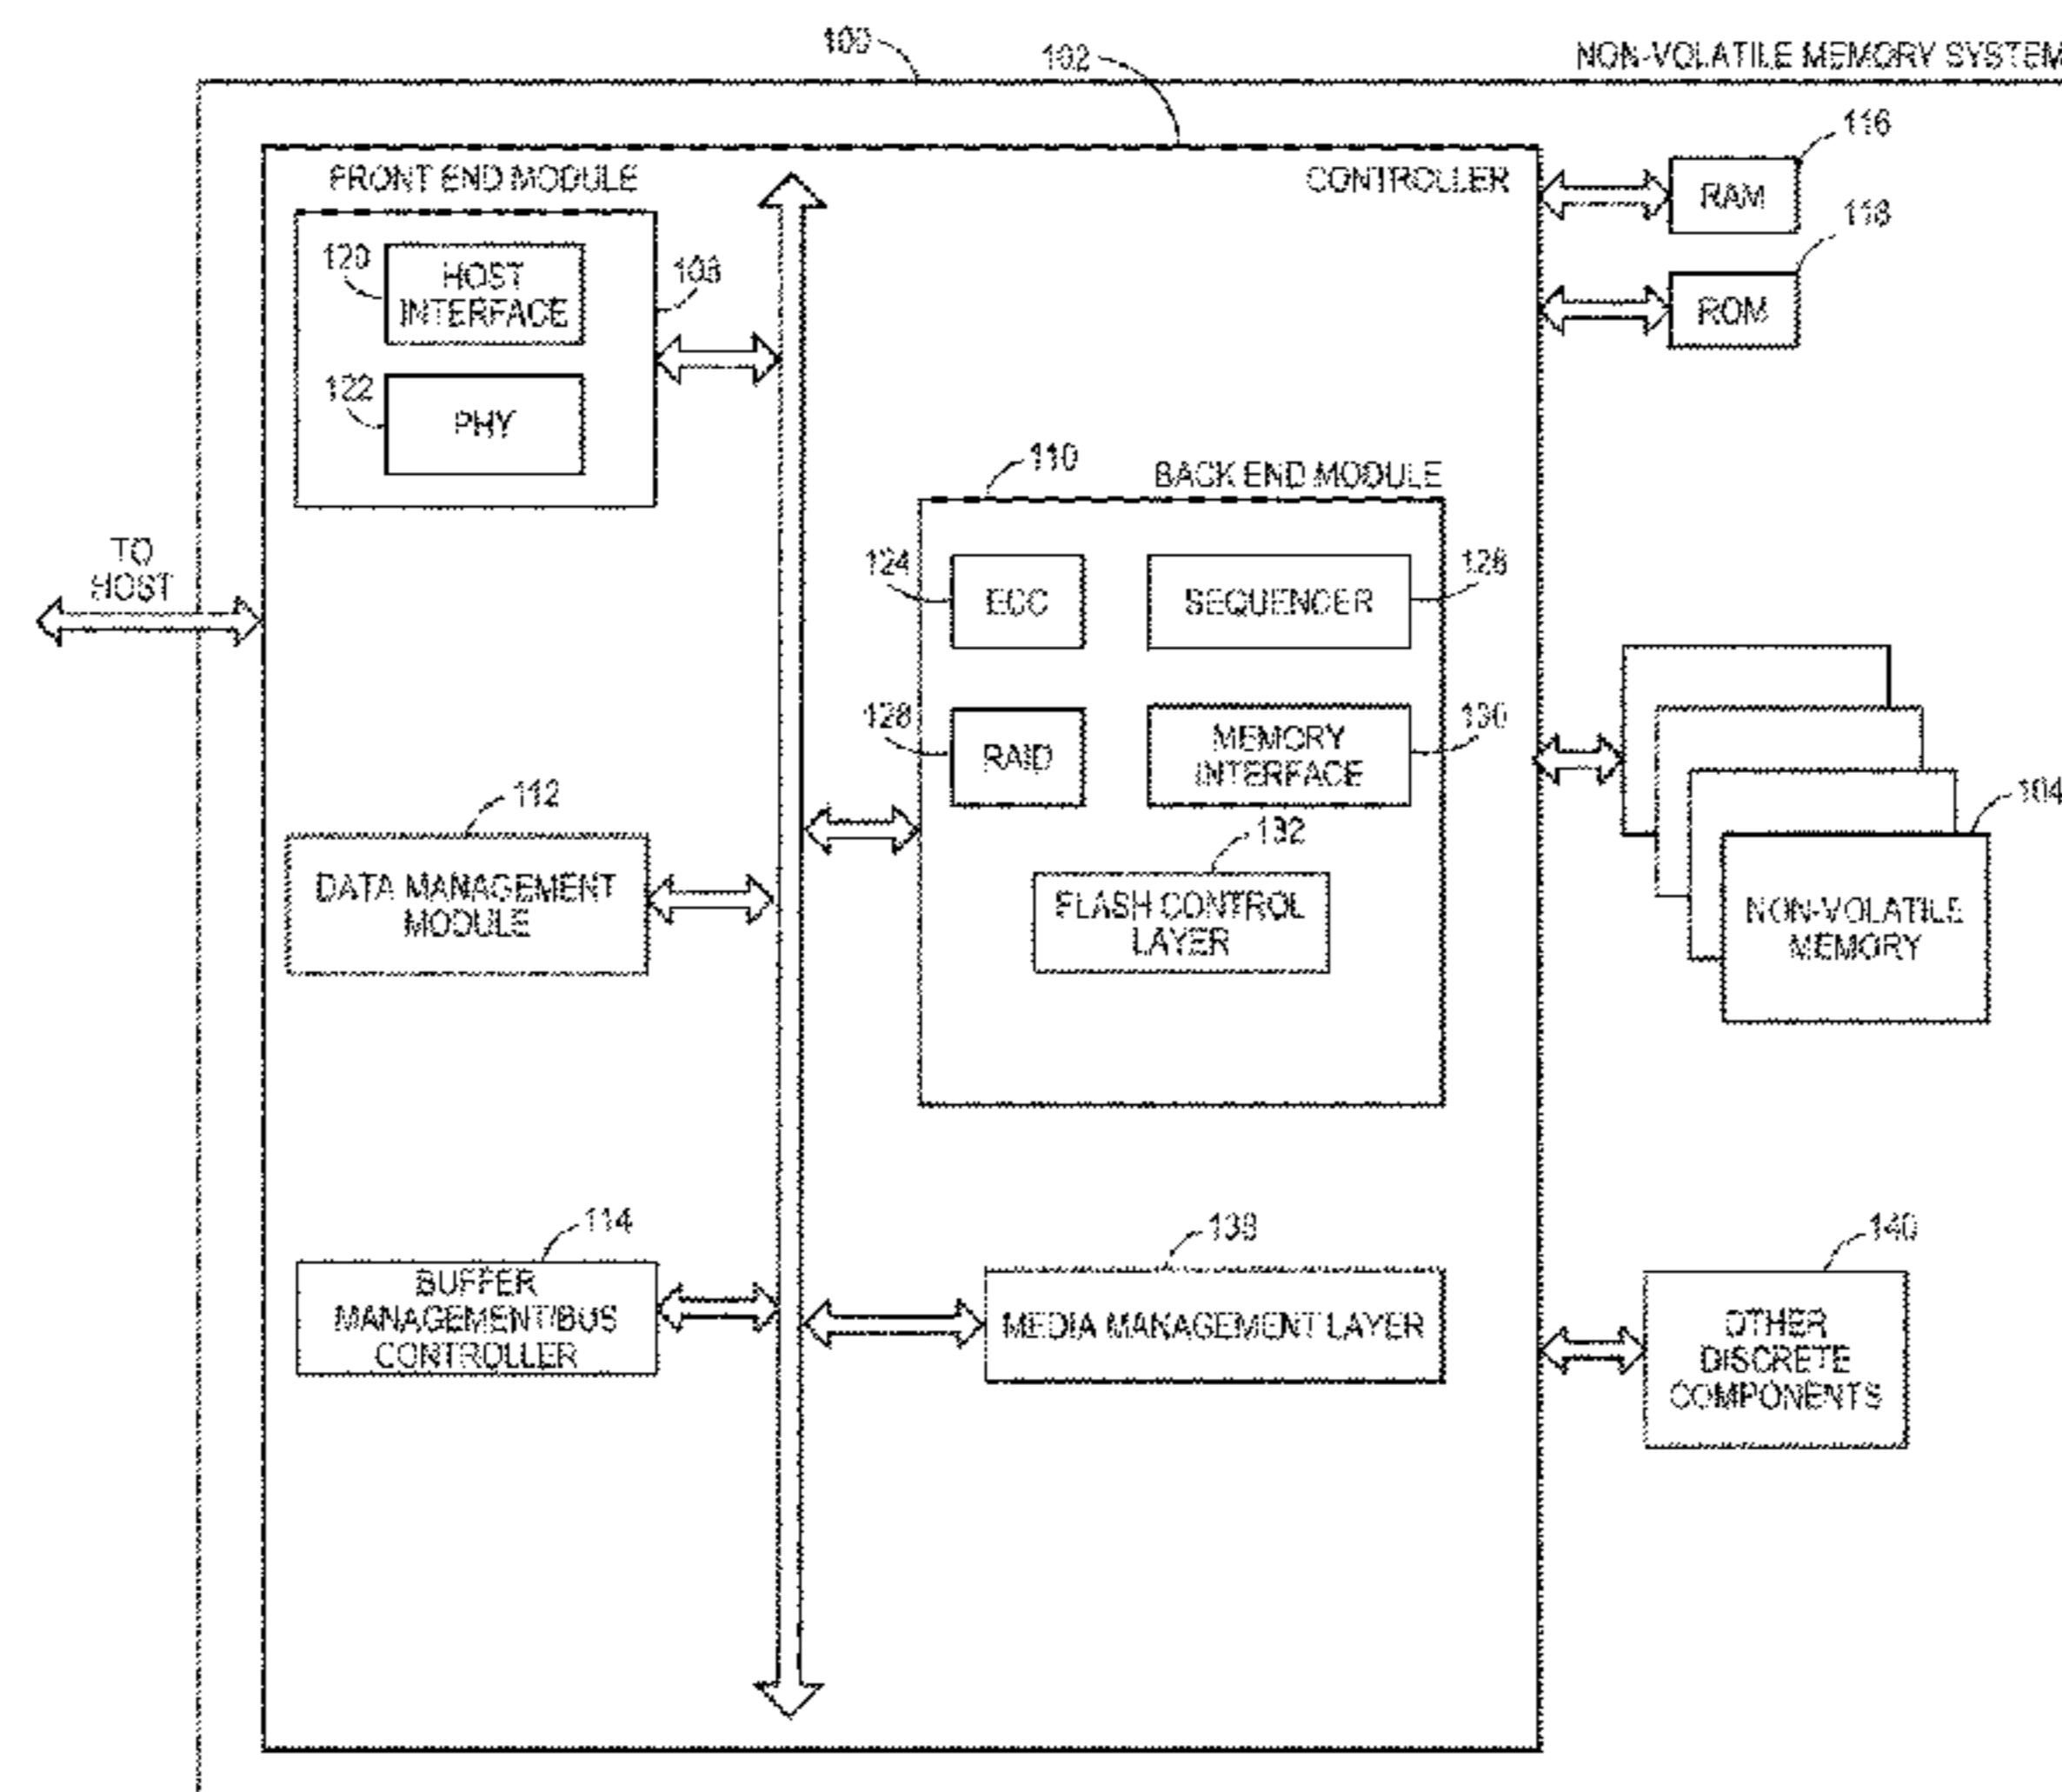 100
102
NON-VOLATILE MEMORY SYSTEM
116
FRONT END MODULE
CONTROLLER
RAM
118
120
HOST
INTERFACE
108
ROM
122
PHY
110
BACK END MODULE
TO
HOST
124
ECC
SEQUENCER
126
128
RAID
MEMORY
INTERFACE
130
112
104
132
DATA MANAGEMENT
MODULE
FLASH CONTROL
LAYER
NON-VOLATILE
MEMORY
114
138
140
BUFFER
MANAGEMENT/BUS
CONTROLLER
MEDIA MANAGEMENT LAYER
OTHER
DISCRETE
COMPONENTS